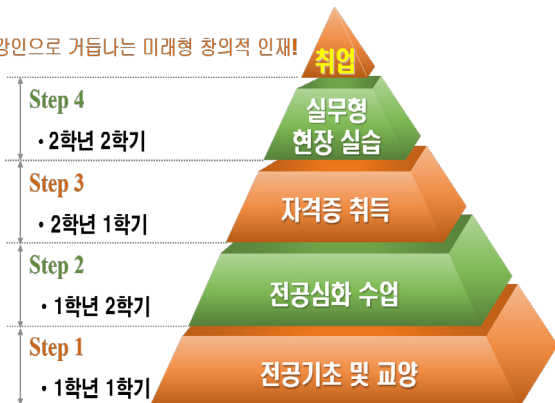 강인으로 거듭나는 미래형 창의적 인재!
취업
Step 4
• 2학년 2학기
실무형
현장 실습
Step 3
• 2학년 1학기
자격증 취득
Step 2
• 1학년 2학기
전공심화 수업
Step 1
• 1학년 1학기
전공기초 및 교양